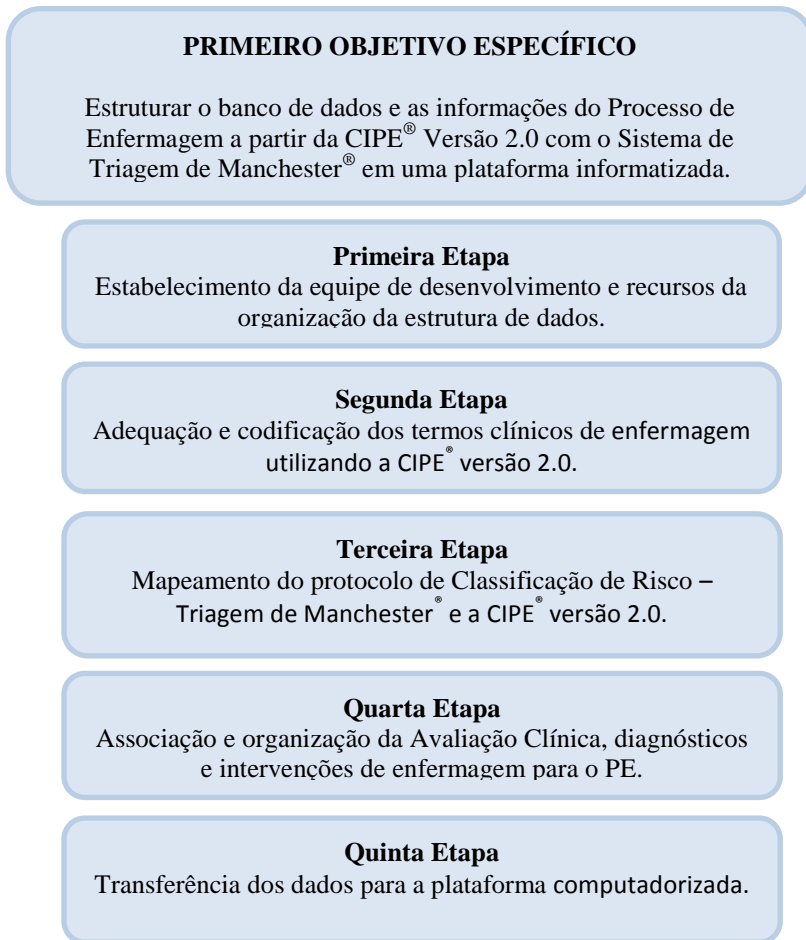 PRIMEIRO OBJETIVO ESPECÍFICO
Estruturar o banco de dados e as informações do Processo de
Enfermagem a partir da CIPE® Versão 2.0 com o Sistema de
Triagem de Manchester® em uma plataforma informatizada.
Primeira Etapa
Estabelecimento da equipe de desenvolvimento e recursos da
organização da estrutura de dados.
Segunda Etapa
Adequação e codificação dos termos clínicos de enfermagem
utilizando a CIPE® versão 2.0.
Terceira Etapa
Mapeamento do protocolo de Classificação de Risco –
Triagem de Manchester® e a CIPE® versão 2.0.
Quarta Etapa
Associação e organização da Avaliação Clínica, diagnósticos
e intervenções de enfermagem para o PE.
Quinta Etapa
Transferência dos dados para a plataforma computadorizada.